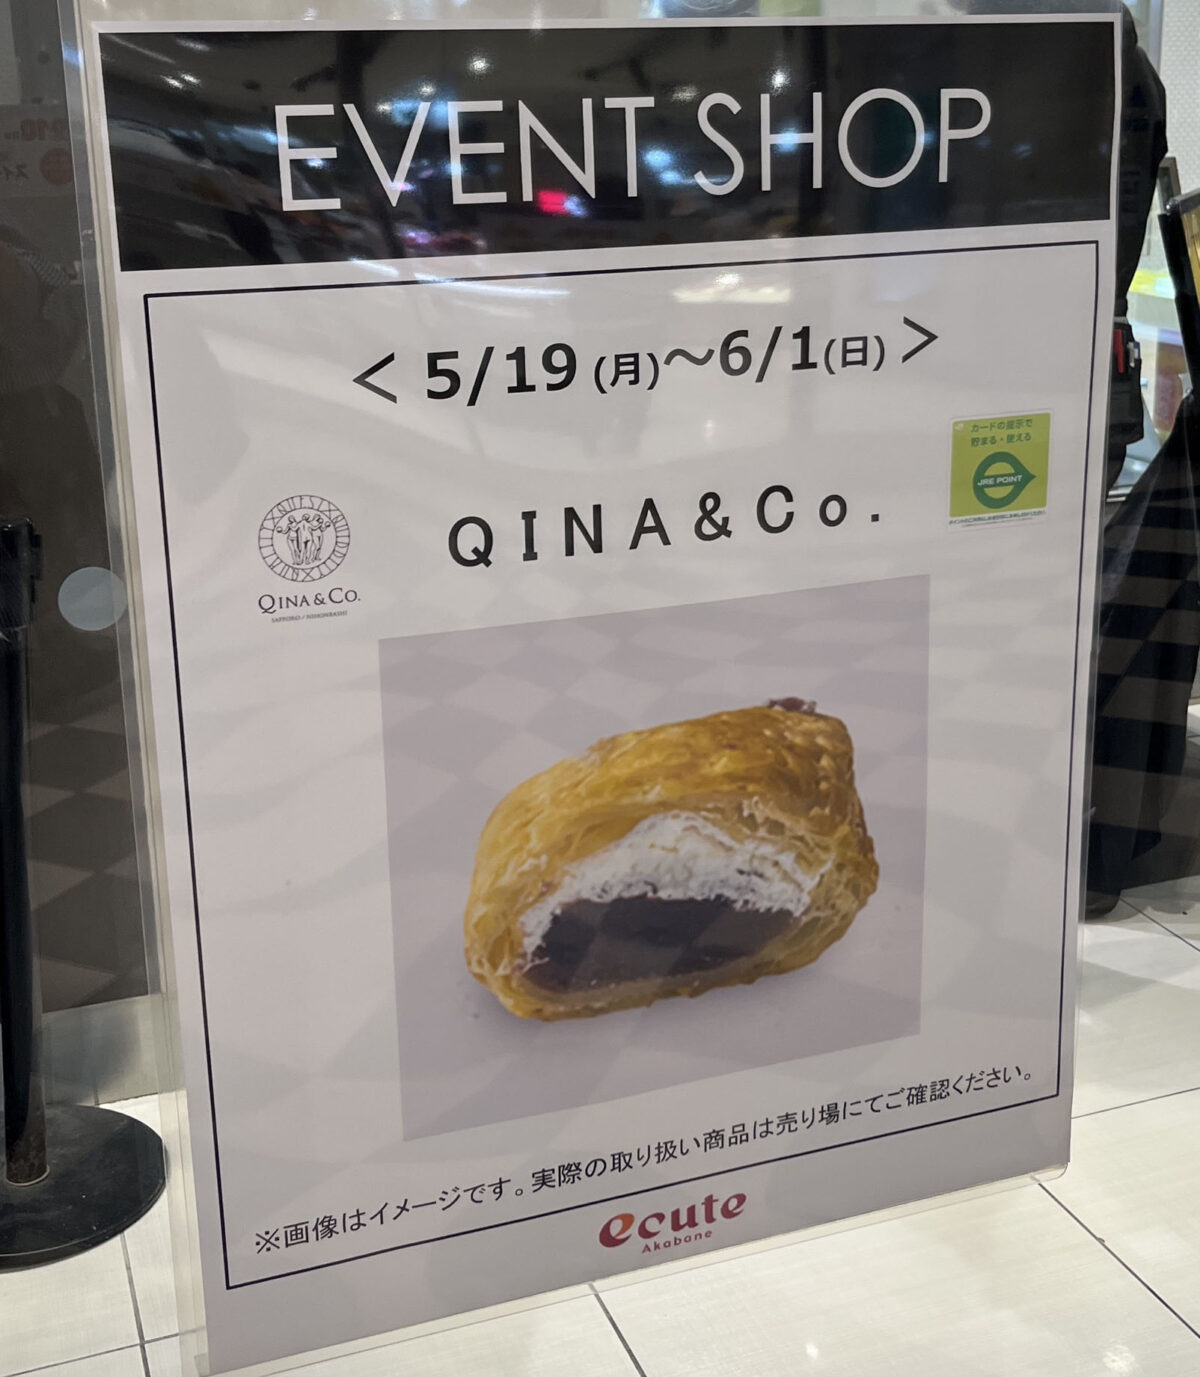 EVENT SHOP
< 5/19 (月)～6/1(日) >
カードの提示で
貯まる・使える
JRE POINT
QINA&Co.
QINA & CO.
SAPPORO / NIHONBASHI
※画像はイメージです。実際の取り扱い商品は売り場にてご確認ください。
ecute
Akabane